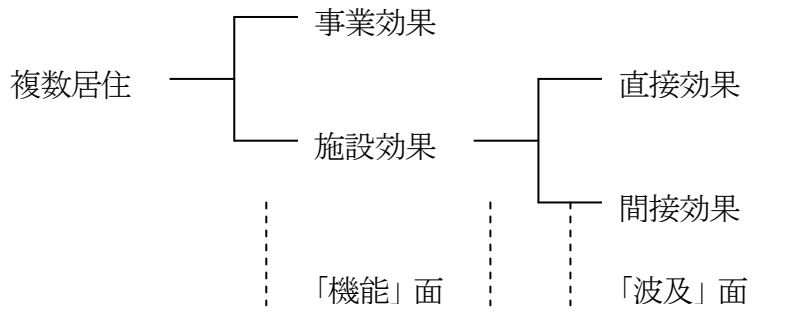 事業効果
複数居住
直接効果
施設効果
間接効果
「機能」面
「波及」面